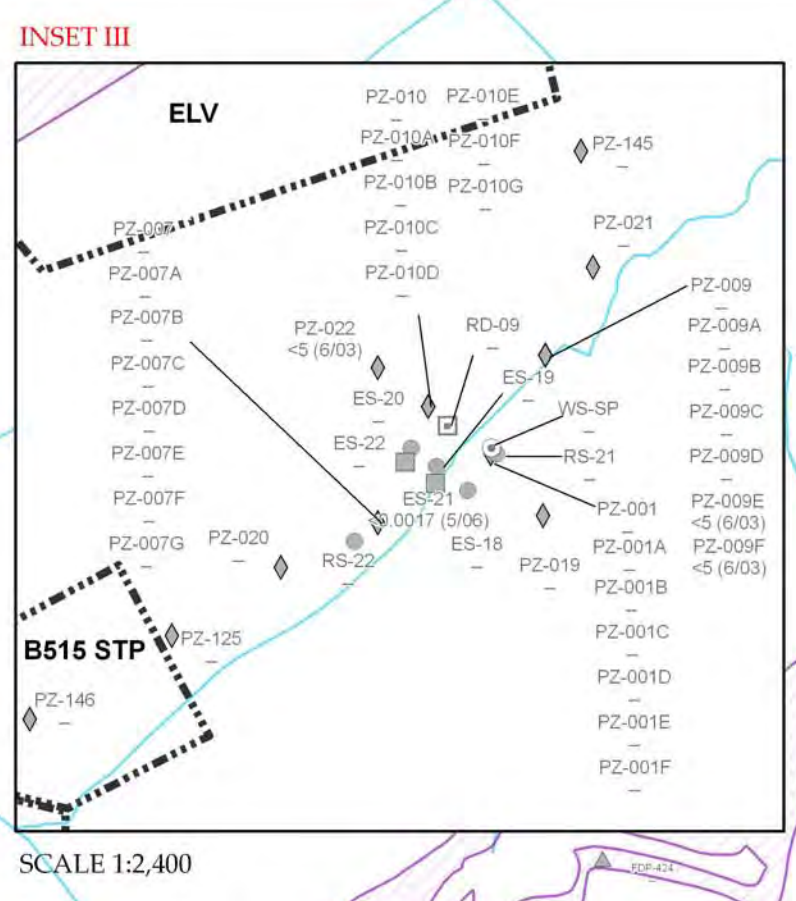 INSET III
ELV
PZ-010
–
PZ-010A
–
PZ-010B
–
PZ-010C
–
PZ-010D
–
PZ-010E
–
PZ-010F
–
PZ-010G
–
PZ-145
–
PZ-021
–
PZ-007
–
PZ-007A
–
PZ-007B
–
PZ-007C
–
PZ-007D
–
PZ-007E
–
PZ-007F
–
PZ-007G
–
PZ-022
<5 (6/03)
RD-09
–
ES-19
–
ES-20
–
ES-22
–
ES-21
<0.0017 (5/06)
ES-18
–
WS-SP
–
RS-21
–
PZ-009
–
PZ-009A
–
PZ-009B
–
PZ-009C
–
PZ-009D
–
PZ-009E
<5 (6/03)
PZ-009F
<5 (6/03)
PZ-001
–
PZ-001A
–
PZ-001B
–
PZ-001C
–
PZ-001D
–
PZ-001E
–
PZ-001F
–
PZ-019
–
RS-22
–
PZ-020
–
PZ-125
–
B515 STP
PZ-146
–
SCALE 1:2,400
EDP-424
–